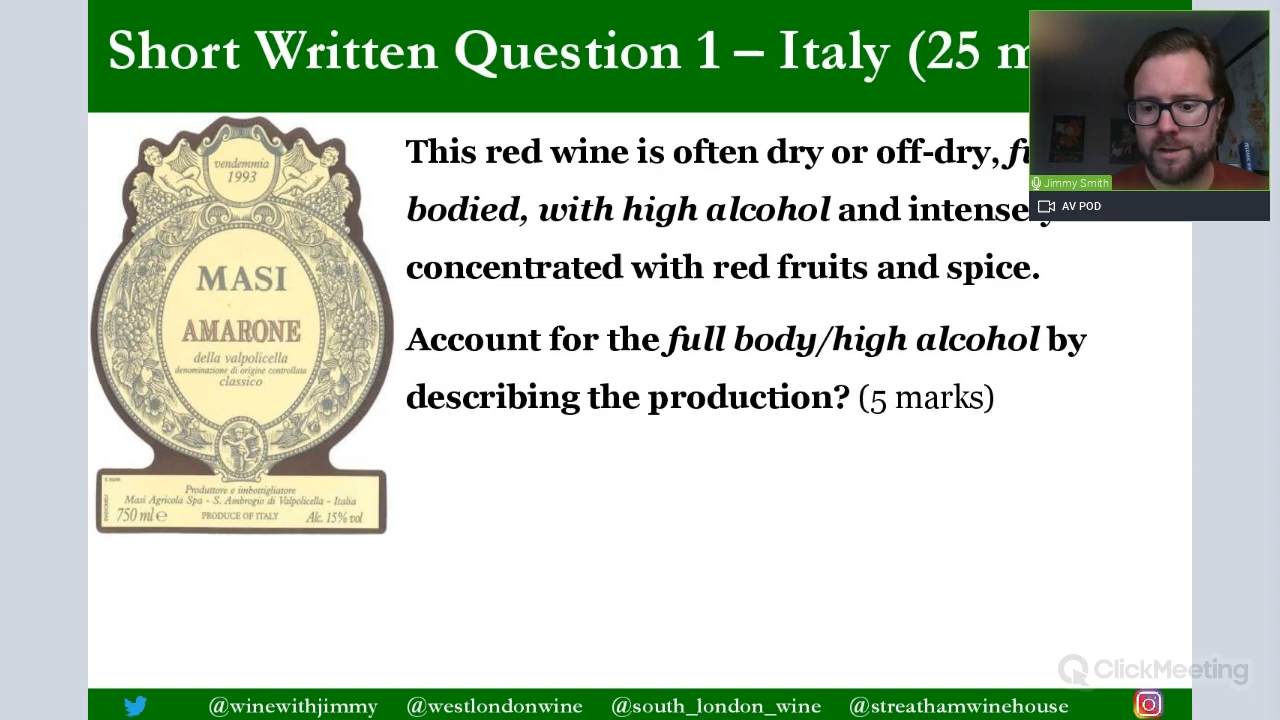 Short Written Question 1 – Italy (25 m
This red wine is often dry or off-dry,
bodied, with high alcohol and intensely
concentrated with red fruits and spice.
Account for the full body/high alcohol by
describing the production? (5 marks)
vendemmia
1993
MASI
AMARONE
della valpolicella
denominazione di origine controllata
classico
Produttore e imbottigliatore
Masi Agricola Spa - S. Ambrogio di Valpolicella - Italia
750 ml e PRODUCE OF ITALY Alc. 15% vol
Jimmy Smith
AV POD
ClickMeeting
@winewithjimmy @westlondonwine @south_london_wine @streathamwinehouse